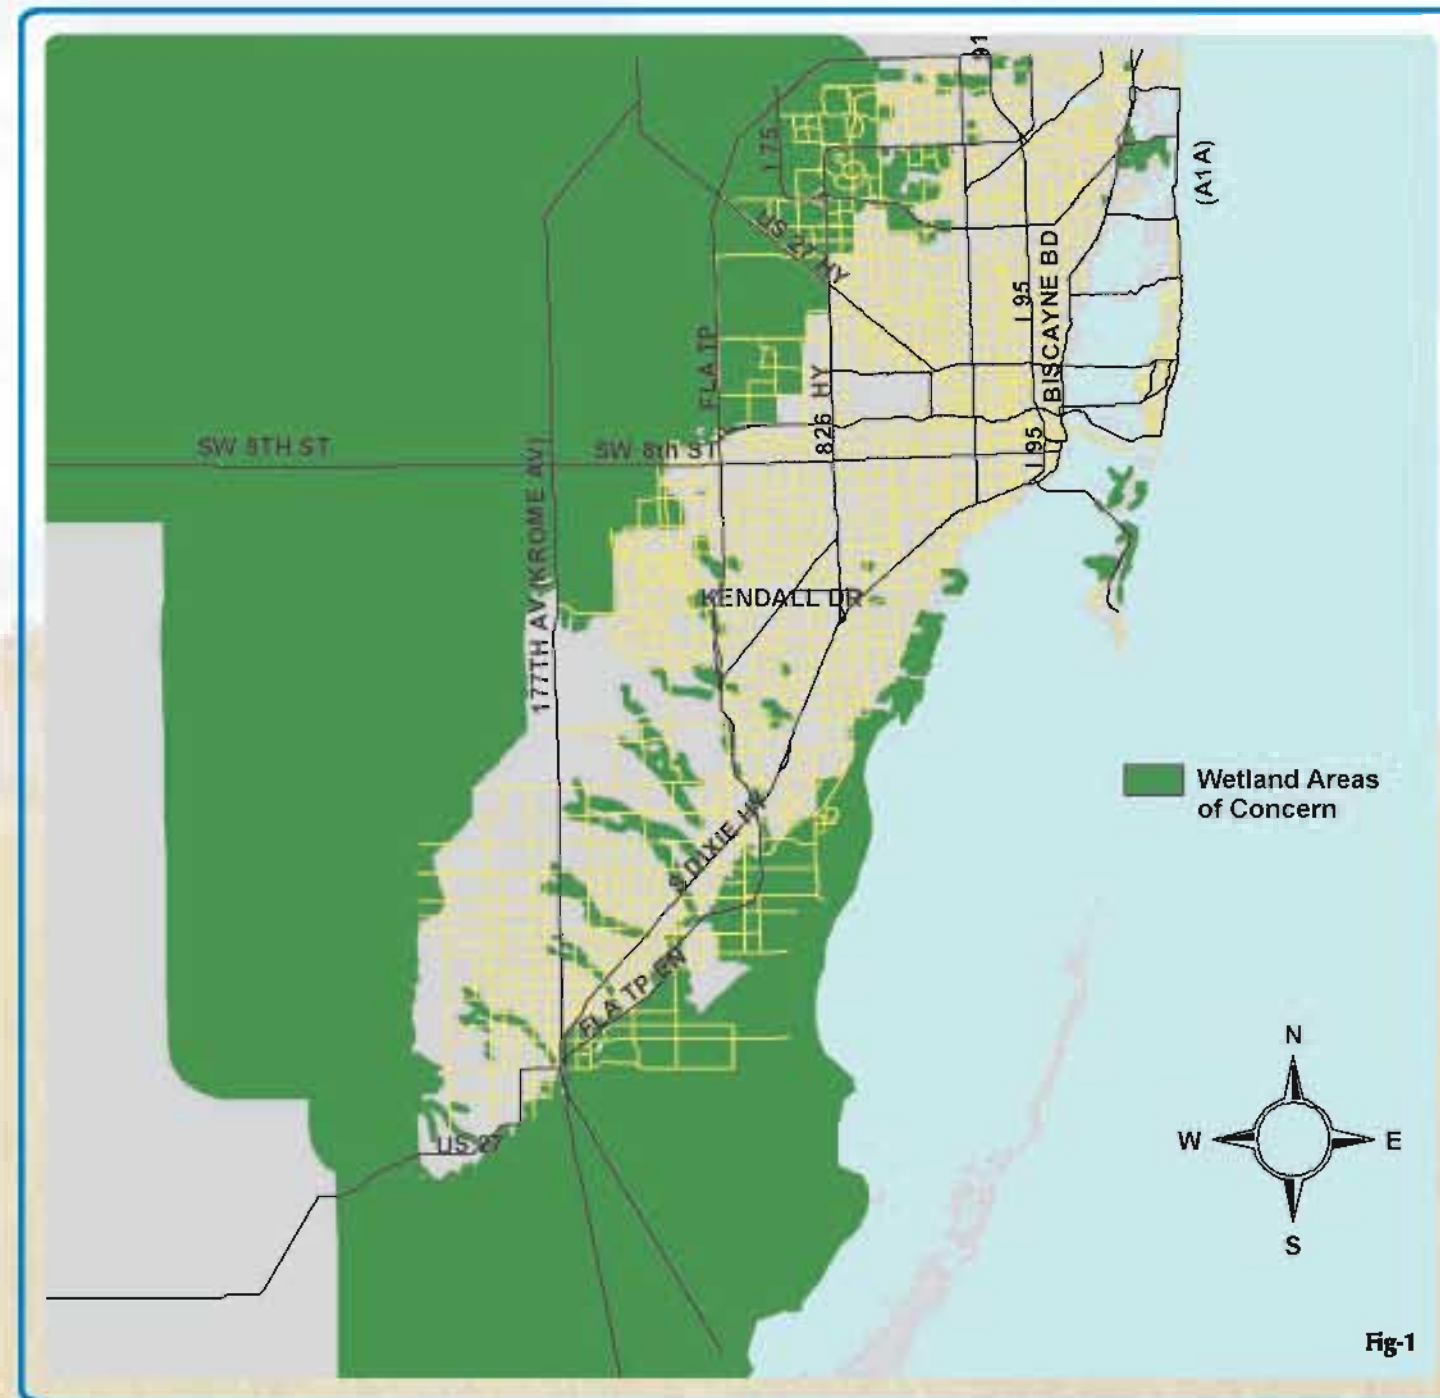 91
I 75
(A1A)
US 27 HY
BISCAYNE BD
I 95
FLA TP
826 HY
SW 8TH ST
SW 8th ST
I 95
177TH AV (KROME AV)
KENDALL DR
Wetland Areas
of Concern
S DIXIE HY
FLA TP EN
US 27
N
W
E
S
Fig-1